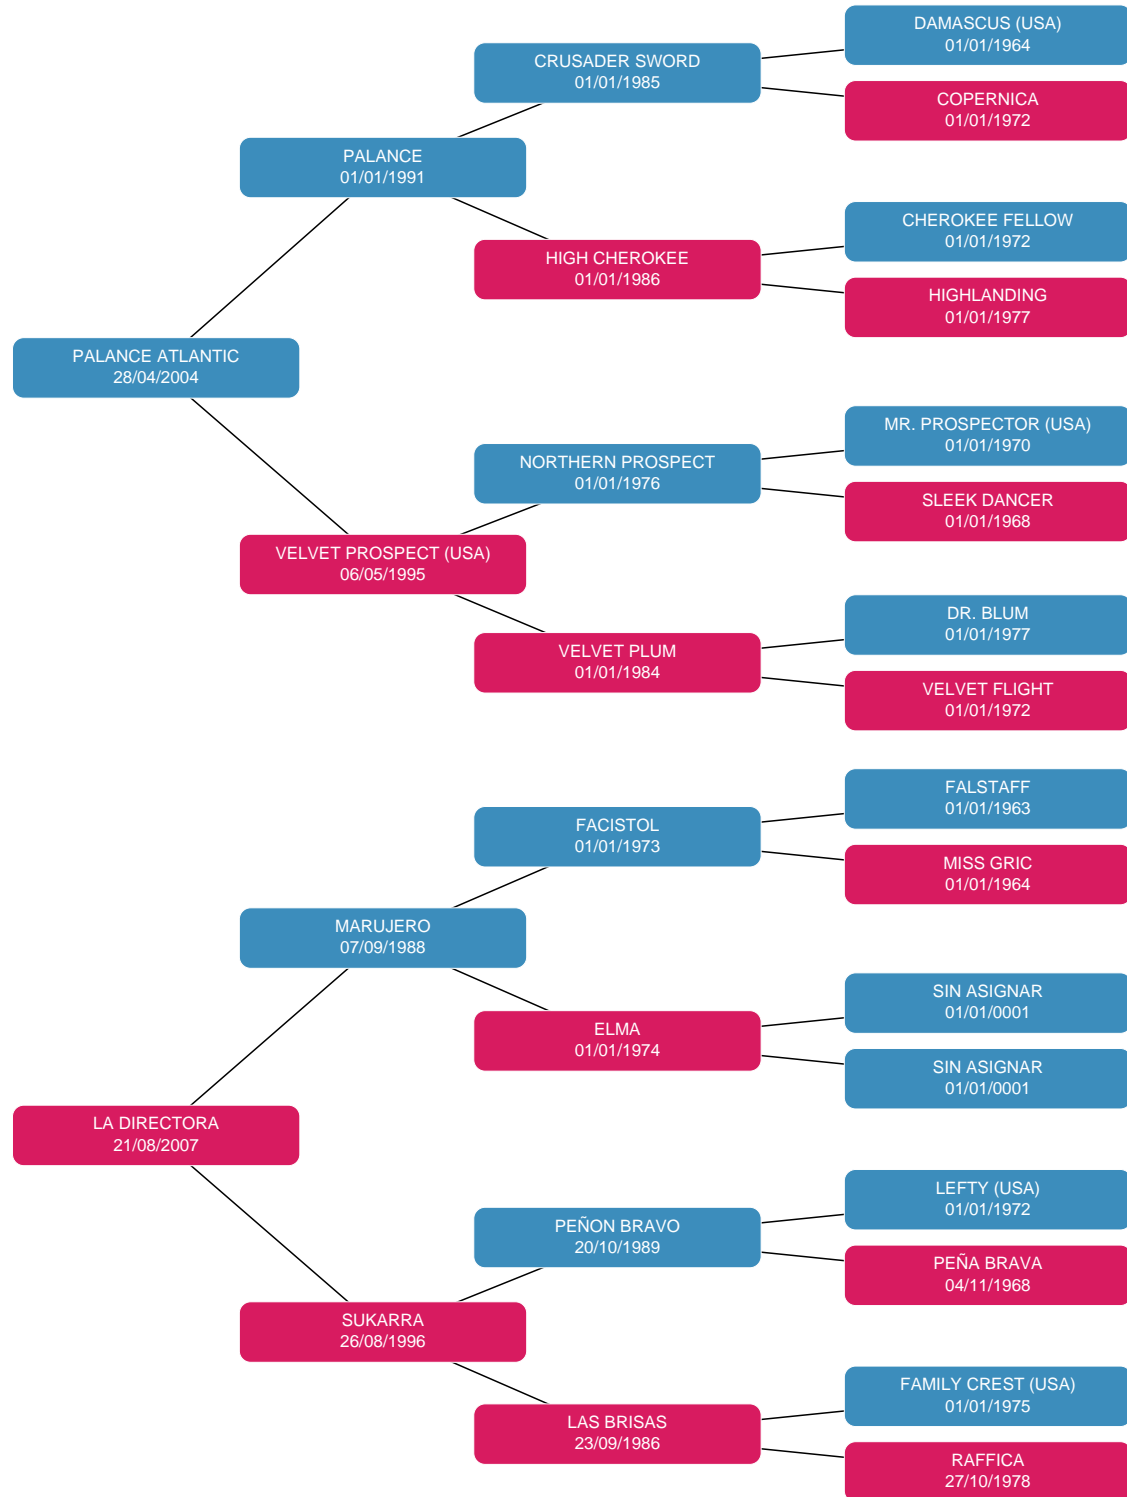 DAMASCUS (USA)
01/01/1964
CRUSADER SWORD
01/01/1985
COPERNICA
01/01/1972
PALANCE
01/01/1991
CHEROKEE FELLOW
01/01/1972
HIGH CHEROKEE
01/01/1986
HIGHLANDING
01/01/1977
PALANCE ATLANTIC
28/04/2004
MR. PROSPECTOR (USA)
01/01/1970
NORTHERN PROSPECT
01/01/1976
SLEEK DANCER
01/01/1968
VELVET PROSPECT (USA)
06/05/1995
DR. BLUM
01/01/1977
VELVET PLUM
01/01/1984
VELVET FLIGHT
01/01/1972
FALSTAFF
01/01/1963
FACISTOL
01/01/1973
MISS GRIC
01/01/1964
MARUJERO
07/09/1988
SIN ASIGNAR
01/01/0001
ELMA
01/01/1974
SIN ASIGNAR
01/01/0001
LA DIRECTORA
21/08/2007
LEFTY (USA)
01/01/1972
PEÑON BRAVO
20/10/1989
PEÑA BRAVA
04/11/1968
SUKARRA
26/08/1996
FAMILY CREST (USA)
01/01/1975
LAS BRISAS
23/09/1986
RAFFICA
27/10/1978